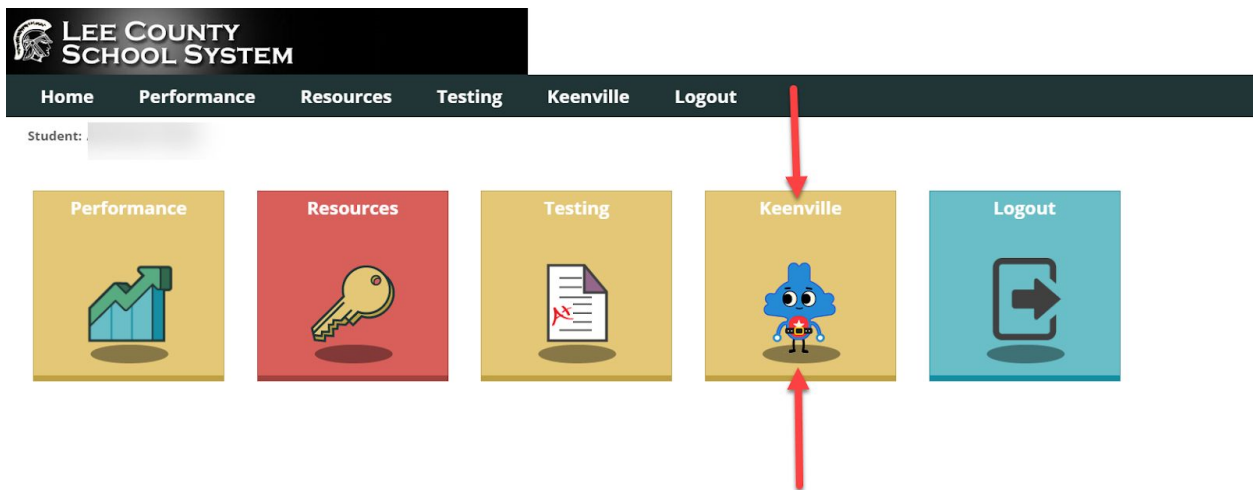 LEE COUNTY
SCHOOL SYSTEM
Home Performance Resources Testing Keenville Logout
Student:
Performance Resources Testing Keenville Logout
A+